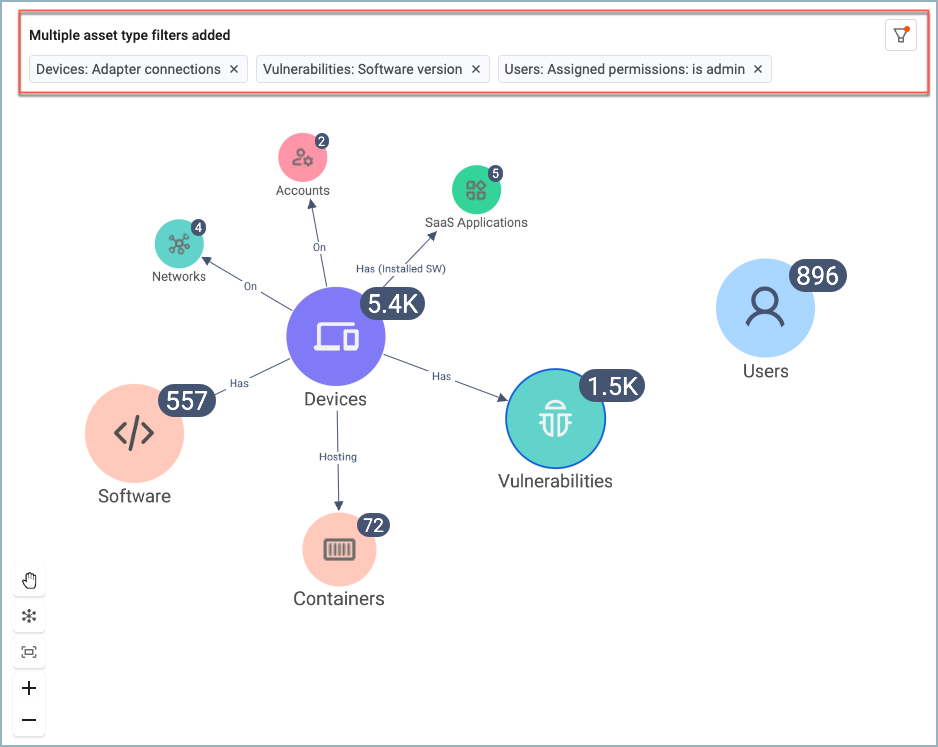 Multiple asset type filters added
Devices: Adapter connections ×
Vulnerabilities: Software version ×
Users: Assigned permissions: is admin ×
2
Accounts
5
SaaS Applications
4
Networks
On
Has (Installed SW)
On
896
Users
5.4K
Devices
Has
Has
557
Software
1.5K
Vulnerabilities
Hosting
72
Containers